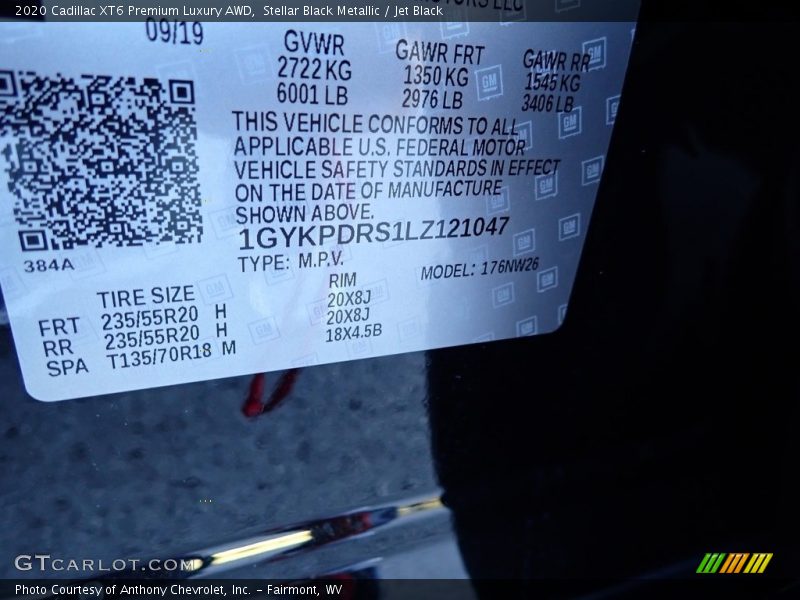 2020 Cadillac XT6 Premium Luxury AWD,  Stellar Black Metallic / Jet Black
LLC
09/19
GVWR GAWR FRT GAWR RR
2722 KG 1350 KG 1545 KG
6001 LB 2976 LB 3406 LB
THIS VEHICLE CONFORMS TO ALL
APPLICABLE U.S. FEDERAL MOTOR
VEHICLE SAFETY STANDARDS IN EFFECT
ON THE DATE OF MANUFACTURE
SHOWN ABOVE.
1GYKPDRS1LZ121047
384A TYPE: M.P.V. MODEL: 176NW26
TIRE SIZE RIM
FRT 235/55R20 H 20X8J
RR 235/55R20 H 20X8J
SPA T135/70R18 M 18X4.5B
GM
GTcarlot.com
Photo Courtesy of Anthony Chevrolet, Inc. – Fairmont, WV